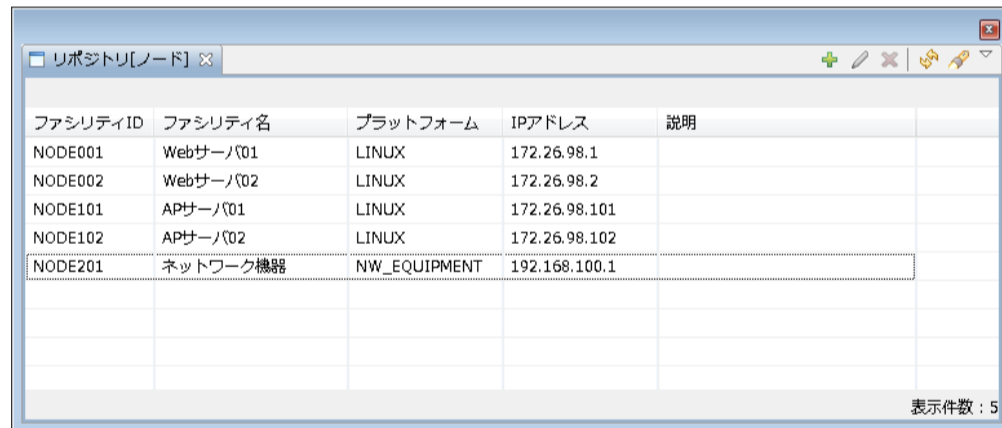 リポジトリ[ノード]
ファシリティID ファシリティ名 プラットフォーム IPアドレス 説明
NODE001 Webサーバ01 LINUX 172.26.98.1
NODE002 Webサーバ02 LINUX 172.26.98.2
NODE101 APサーバ01 LINUX 172.26.98.101
NODE102 APサーバ02 LINUX 172.26.98.102
NODE201 ネットワーク機器 NW_EQUIPMENT 192.168.100.1
表示件数：5